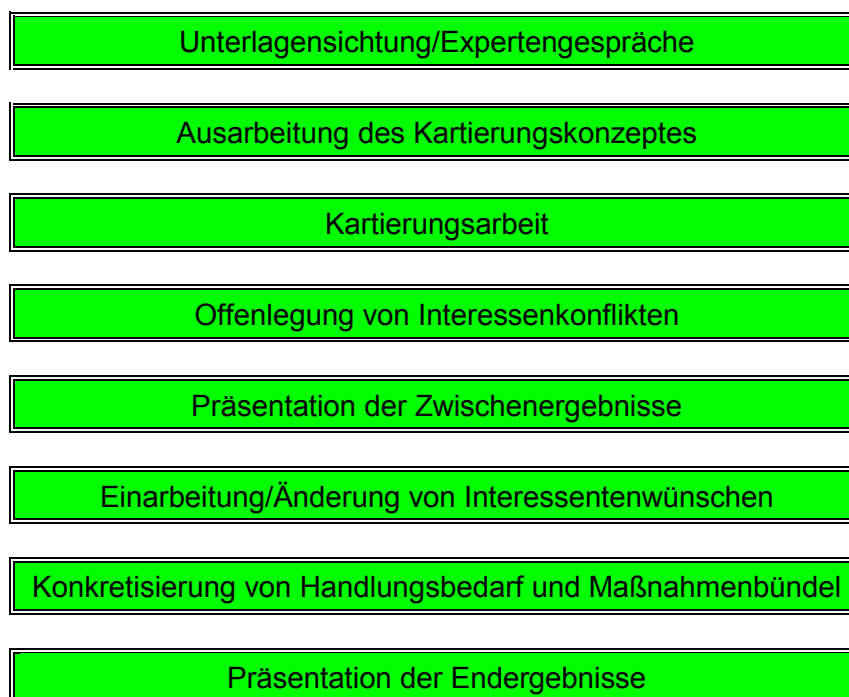 Unterlagensichtung/Expertengespräche
Ausarbeitung des Kartierungskonzeptes
Kartierungsarbeit
Offenlegung von Interessenkonflikten
Präsentation der Zwischenergebnisse
Einarbeitung/Änderung von Interessentenwünschen
Konkretisierung von Handlungsbedarf und Maßnahmenbündel
Präsentation der Endergebnisse